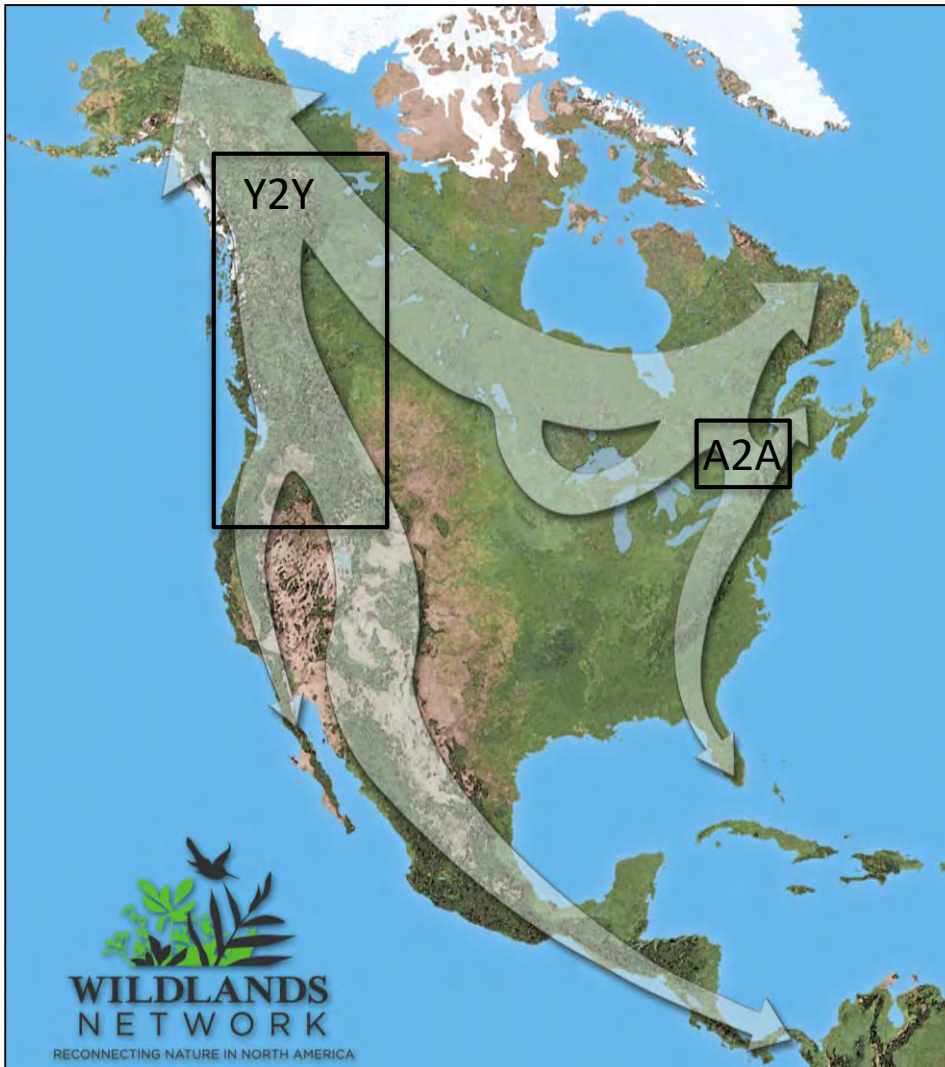 Y2Y
A2A
WILDLANDS
NETWORK
RECONNECTING NATURE IN NORTH AMERICA